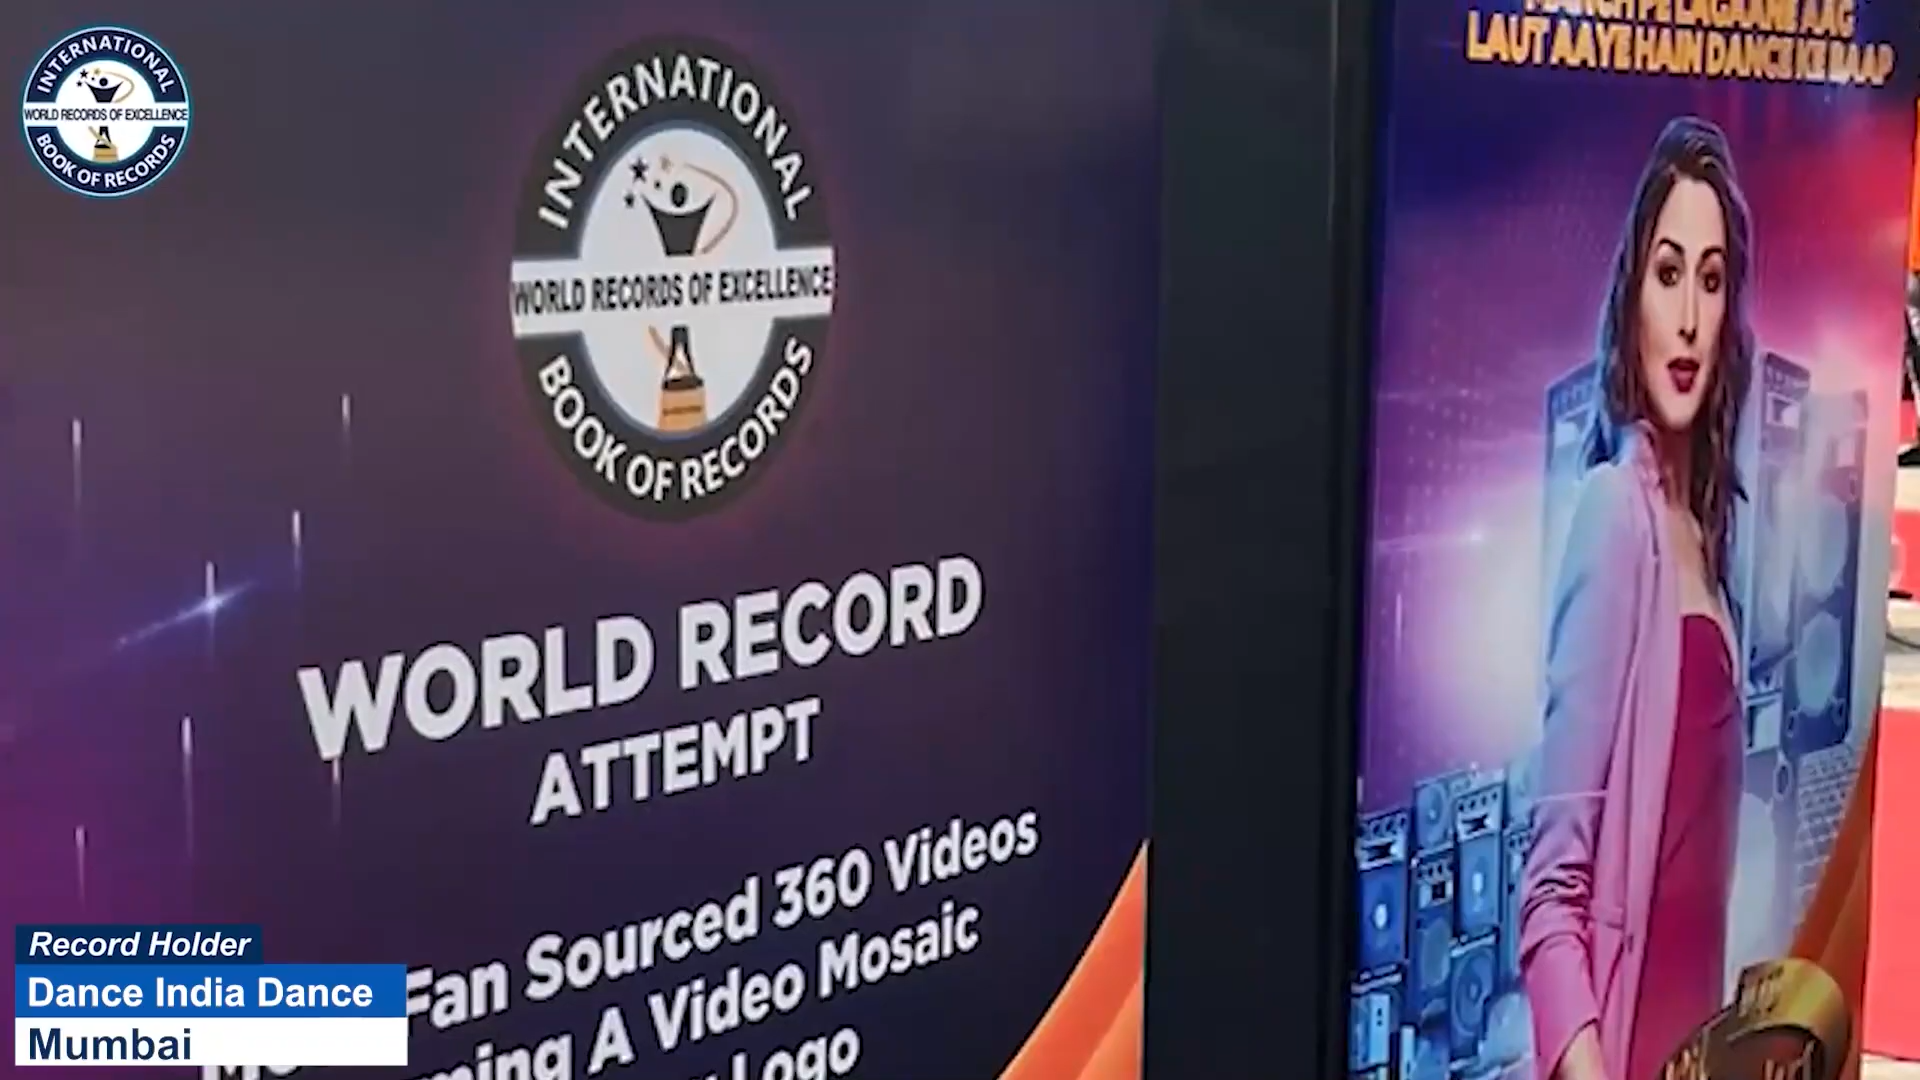 INTERNATIONAL
WORLD RECORDS OF EXCELLENCE
BOOK OF RECORDS
INTERNATIONAL
WORLD RECORDS OF EXCELLENCE
BOOK OF RECORDS
WORLD RECORD
ATTEMPT
Fan Sourced 360 Videos
A Video Mosaic
Logo
LAUT AAYE HAIN DANCE KE BAAP
Record Holder
Dance India Dance
Mumbai